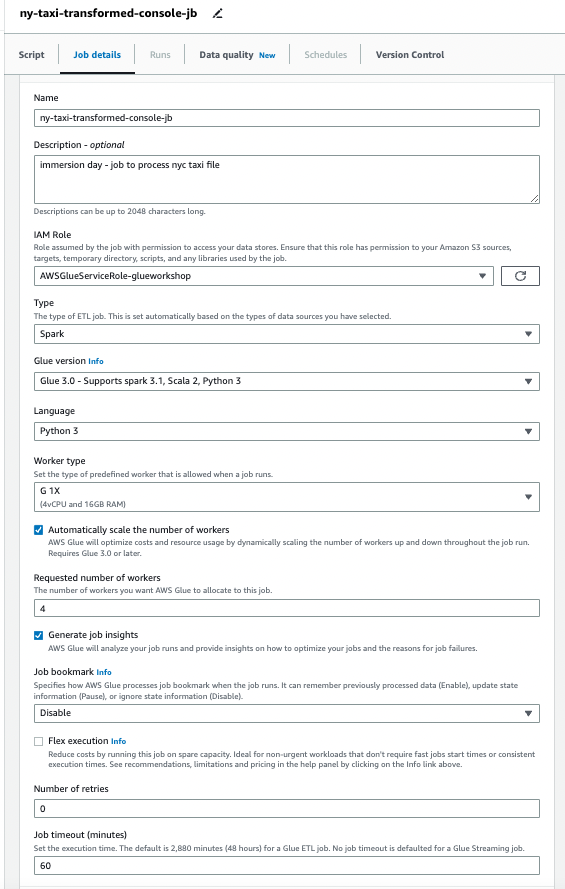 ny-taxi-transformed-console-jb
Script
Job details
Runs
Data quality New
Schedules
Version Control
Name
ny-taxi-transformed-console-jb
Description - optional
immersion day - job to process nyc taxi file
Descriptions can be up to 2048 characters long.
IAM Role
Role assumed by the job with permission to access your data stores. Ensure that this role has permission to your Amazon S3 sources,
targets, temporary directory, scripts, and any libraries used by the job.
AWSGlueServiceRole-glueworkshop
Type
The type of ETL job. This is set automatically based on the types of data sources you have selected.
Spark
Glue version Info
Glue 3.0 - Supports spark 3.1, Scala 2, Python 3
Language
Python 3
Worker type
Set the type of predefined worker that is allowed when a job runs.
G 1X
(4vCPU and 16GB RAM)
Automatically scale the number of workers
AWS Glue will optimize costs and resource usage by dynamically scaling the number of workers up and down throughout the job run.
Requires Glue 3.0 or later.
Requested number of workers
The number of workers you want AWS Glue to allocate to this job.
4
Generate job insights
AWS Glue will analyze your job runs and provide insights on how to optimize your jobs and the reasons for job failures.
Job bookmark Info
Specifies how AWS Glue processes job bookmark when the job runs. It can remember previously processed data (Enable), update state
information (Pause), or ignore state information (Disable).
Disable
Flex execution Info
Reduce costs by running this job on spare capacity. Ideal for non-urgent workloads that don't require fast jobs start times or consistent
execution times. See recommendations, limitations and pricing in the help panel by clicking on the Info link above.
Number of retries
0
Job timeout (minutes)
Set the execution time. The default is 2,880 minutes (48 hours) for a Glue ETL job. No job timeout is defaulted for a Glue Streaming job.
60